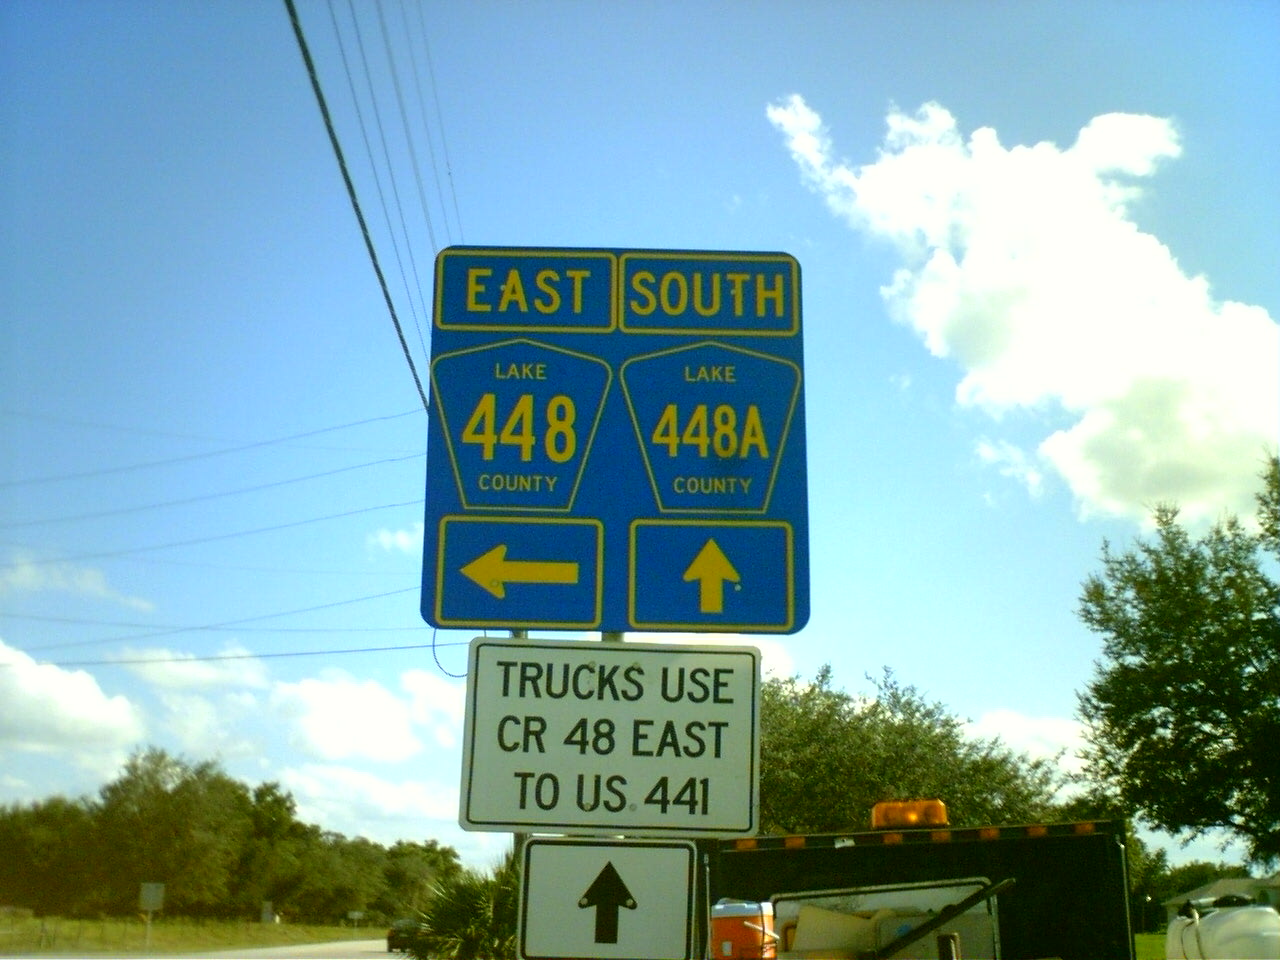 EAST
LAKE
448
COUNTY
SOUTH
LAKE
448A
COUNTY
TRUCKS USE
CR 48 EAST
TO US 441